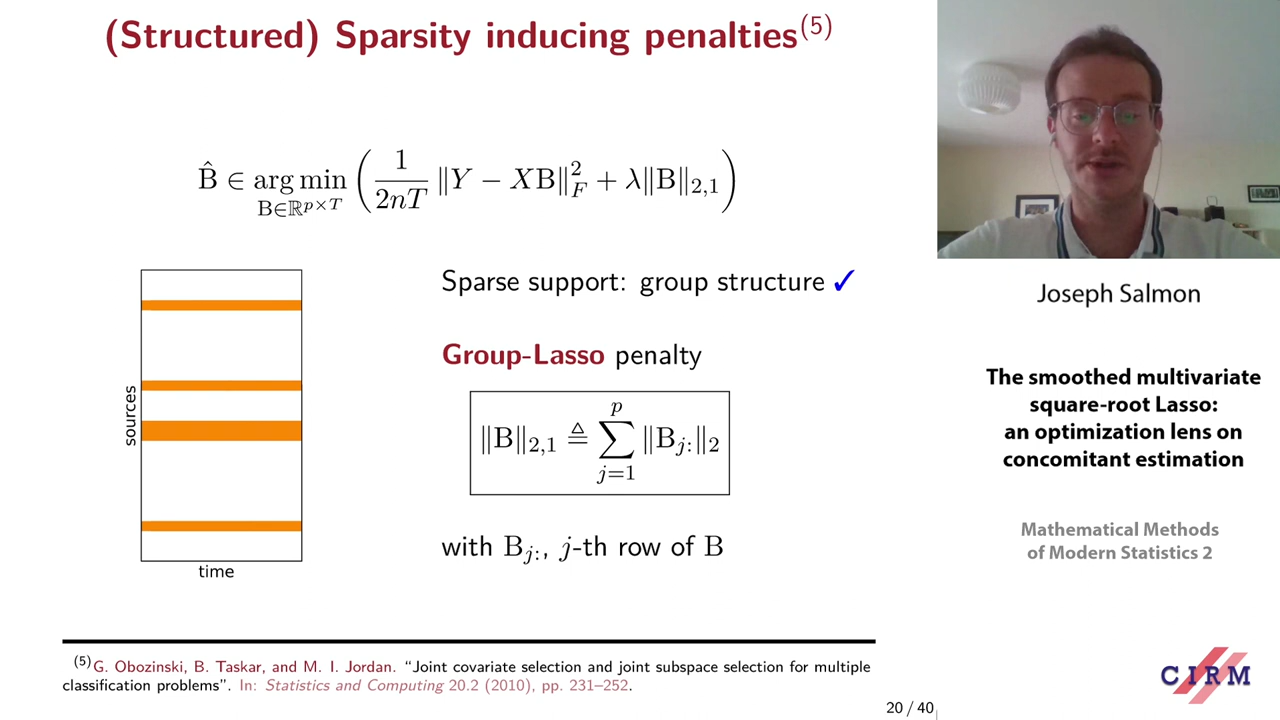 (Structured) Sparsity inducing penalties(5)
B̂ ∈ arg min B∈ℝ^{p×T} ( 1/2nT ‖Y − XB‖²_F + λ‖B‖_{2,1} )
Sparse support: group structure ✓
Group-Lasso penalty
‖B‖_{2,1} ≜ ∑_{j=1}^{p} ‖B_{j:}‖_2
with B_{j:}, j-th row of B
sources
time
(5)G. Obozinski, B. Taskar, and M. I. Jordan. “Joint covariate selection and joint subspace selection for multiple
classification problems”. In: Statistics and Computing 20.2 (2010), pp. 231–252.
20 / 40
Joseph Salmon
The smoothed multivariate
square-root Lasso:
an optimization lens on
concomitant estimation
Mathematical Methods
of Modern Statistics 2
CIRM